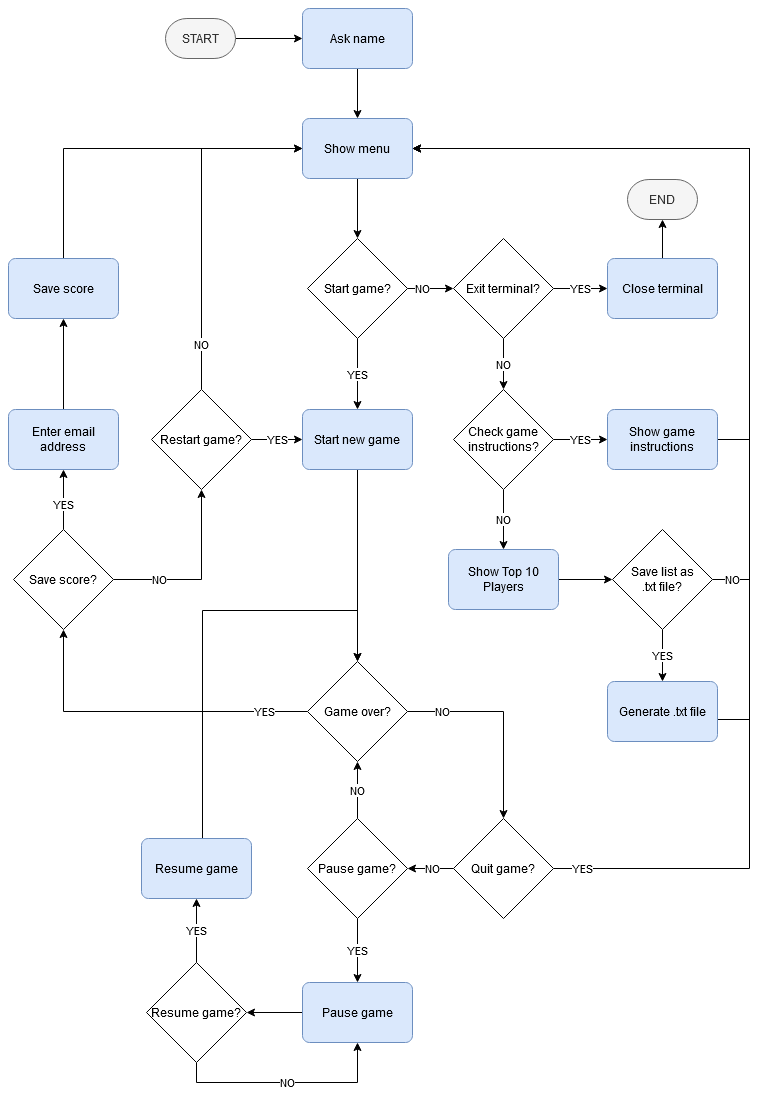 START
Ask name
Show menu
END
Save score
Start game?
NO
Exit terminal?
YES
Close terminal
NO
YES
NO
Enter email
address
Restart game?
YES
Start new game
Check game
instructions?
YES
Show game
instructions
YES
NO
Save score?
NO
Show Top 10
Players
Save list as
.txt file?
NO
YES
YES
Game over?
NO
Generate .txt file
NO
Resume game
Pause game?
NO
Quit game?
YES
YES
YES
Resume game?
Pause game
NO